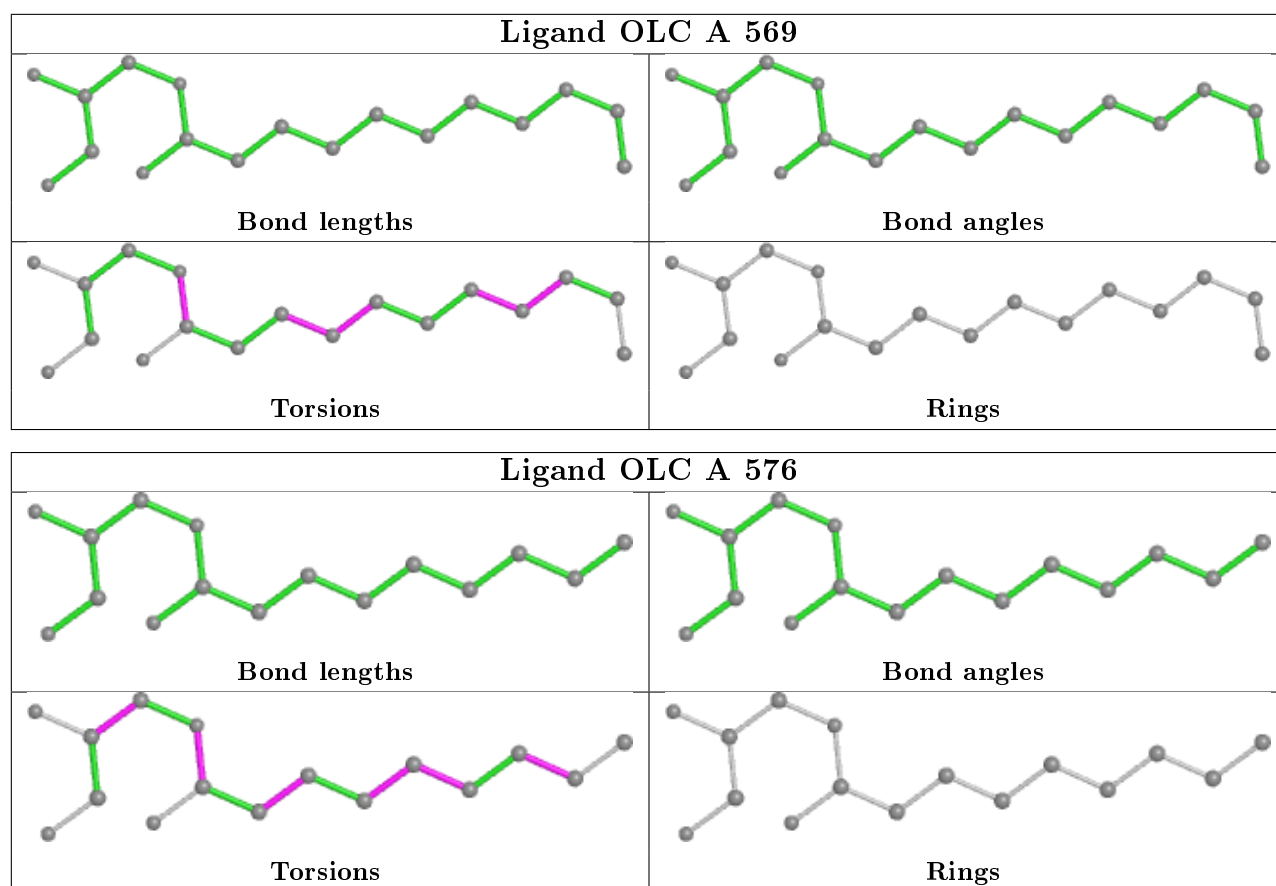 Ligand OLC A 569
Bond lengths
Bond angles
Torsions
Rings
Ligand OLC A 576
Bond lengths
Bond angles
Torsions
Rings